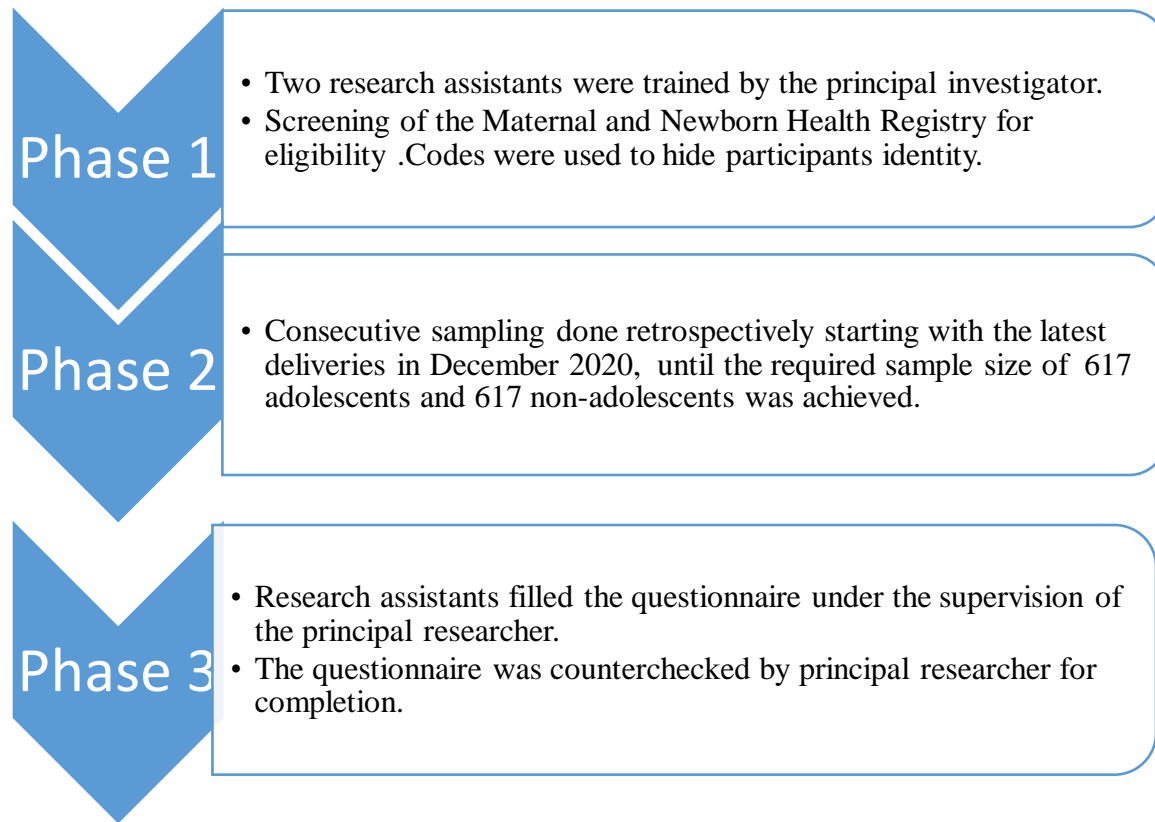 Phase 1
• Two research assistants were trained by the principal investigator.
• Screening of the Maternal and Newborn Health Registry for
eligibility .Codes were used to hide participants identity.
Phase 2
• Consecutive sampling done retrospectively starting with the latest
deliveries in December 2020, until the required sample size of 617
adolescents and 617 non-adolescents was achieved.
Phase 3
• Research assistants filled the questionnaire under the supervision of
the principal researcher.
• The questionnaire was counterchecked by principal researcher for
completion.